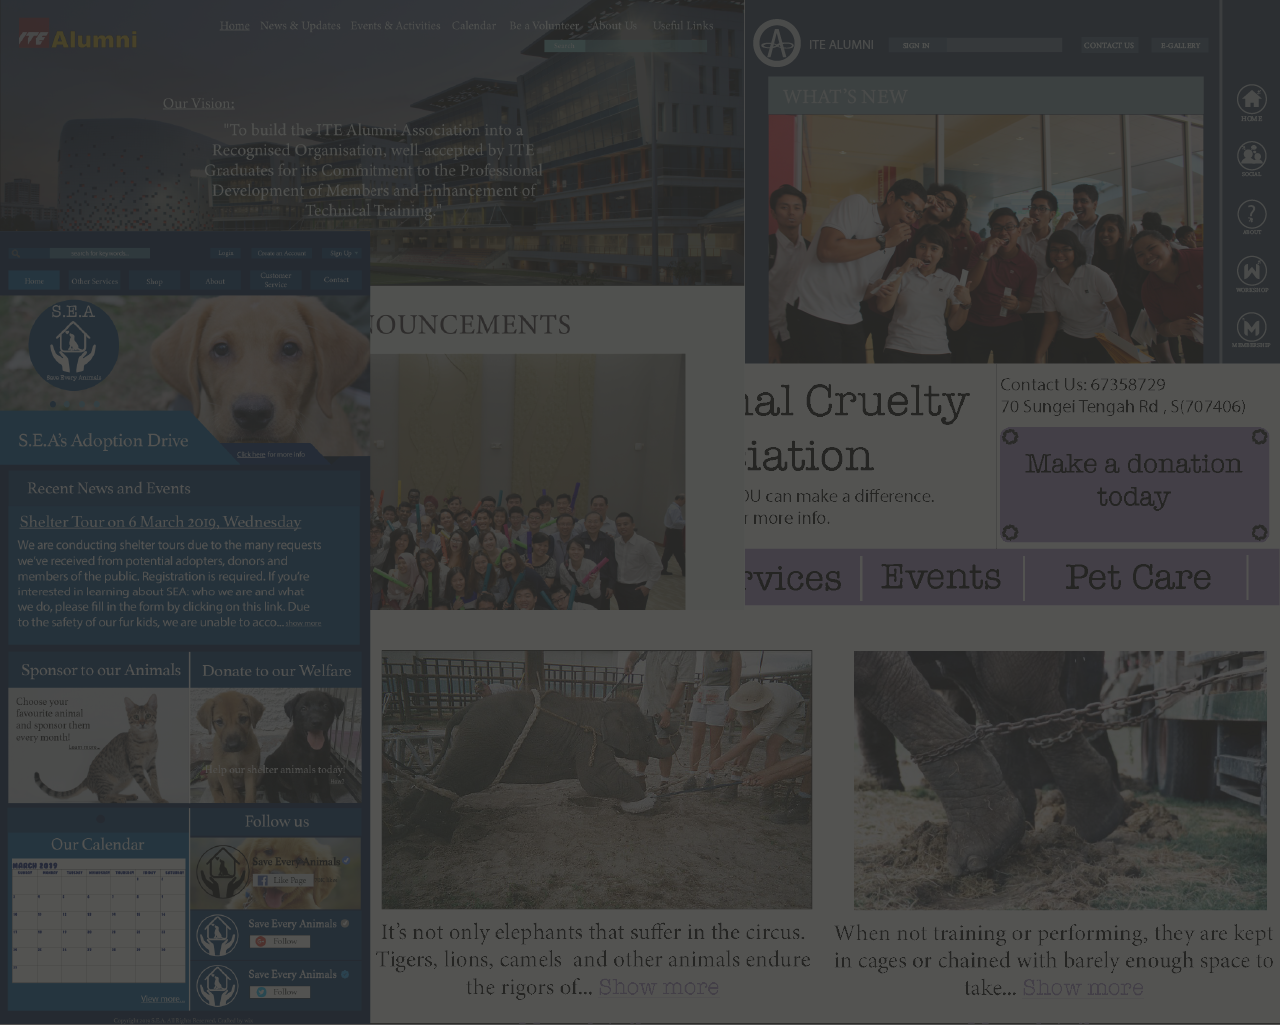 ITE Alumni
Home News & Updates Events & Activities Calendar Be a Volunteer About Us Useful Links
Search
Our Vision:
"To build the ITE Alumni Association into a
Recognised Organisation, well-accepted by ITE
Graduates for its Commitment to the Professional
Development of Members and Enhancement of
Technical Training."
ITE ALUMNI
SIGN IN
CONTACT US
E-GALLERY
WHAT'S NEW
HOME
SOCIAL
ABOUT
WORKSHOP
MEMBERSHIP
Search for keywords
Login
Create an Account
Sign Up
Home
Other Services
Shop
About
Customer
Service
Contact
S.E.A
Save Every Animals
S.E.A's Adoption Drive
Click here for more info
NOUNCEMENTS
nal Cruelty
iation
OU can make a difference.
r more info.
Contact Us: 67358729
70 Sungei Tengah Rd , S(707406)
Make a donation
today
rvices
Events
Pet Care
Recent News and Events
Shelter Tour on 6 March 2019, Wednesday
We are conducting shelter tours due to the many requests
we've received from potential adopters, donors and
members of the public. Registration is required. If you're
interested in learning about SEA: who we are and what
we do, please fill in the form by clicking on this link. Due
to the safety of our fur kids, we are unable to acco... show more
Sponsor to our Animals
Choose your
favourite animal
and sponsor them
every month!
Learn more...
Donate to our Welfare
Help our shelter animals today!
Our Calendar
MARCH 2019
SUNDAY MONDAY TUESDAY WEDNESDAY THURSDAY FRIDAY SATURDAY
View more...
Follow us
Save Every Animals
Like Page
Save Every Animals
Follow
Save Every Animals
Follow
It's not only elephants that suffer in the circus.
Tigers, lions, camels and other animals endure
the rigors of... Show more
When not training or performing, they are kept
in cages or chained with barely enough space to
take... Show more